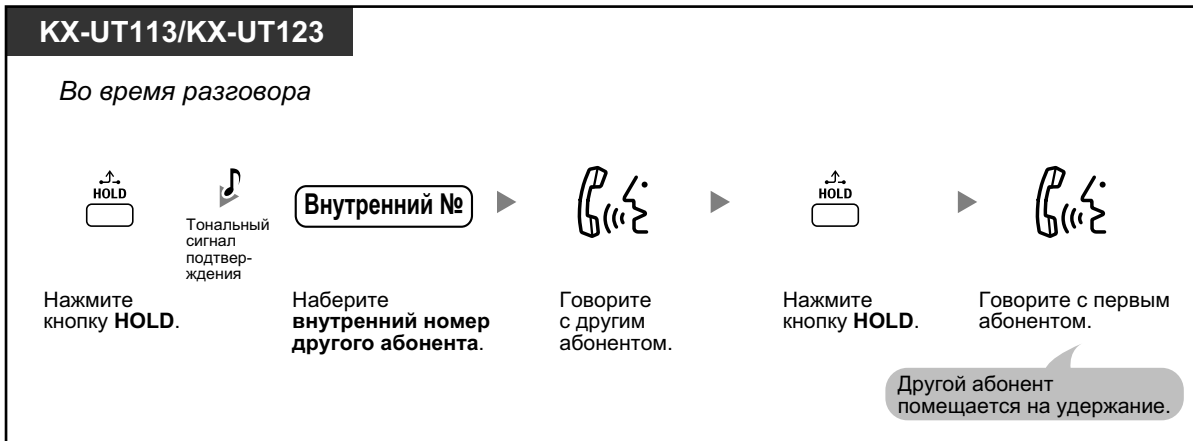 KX-UT113/KX-UT123
Во время разговора
HOLD
Тональный
сигнал
подтвер-
ждения
Внутренний №
HOLD
Нажмите
кнопку HOLD.
Наберите
внутренний номер
другого абонента.
Говорите
с другим
абонентом.
Нажмите
кнопку HOLD.
Говорите с первым
абонентом.
Другой абонент
помещается на удержание.